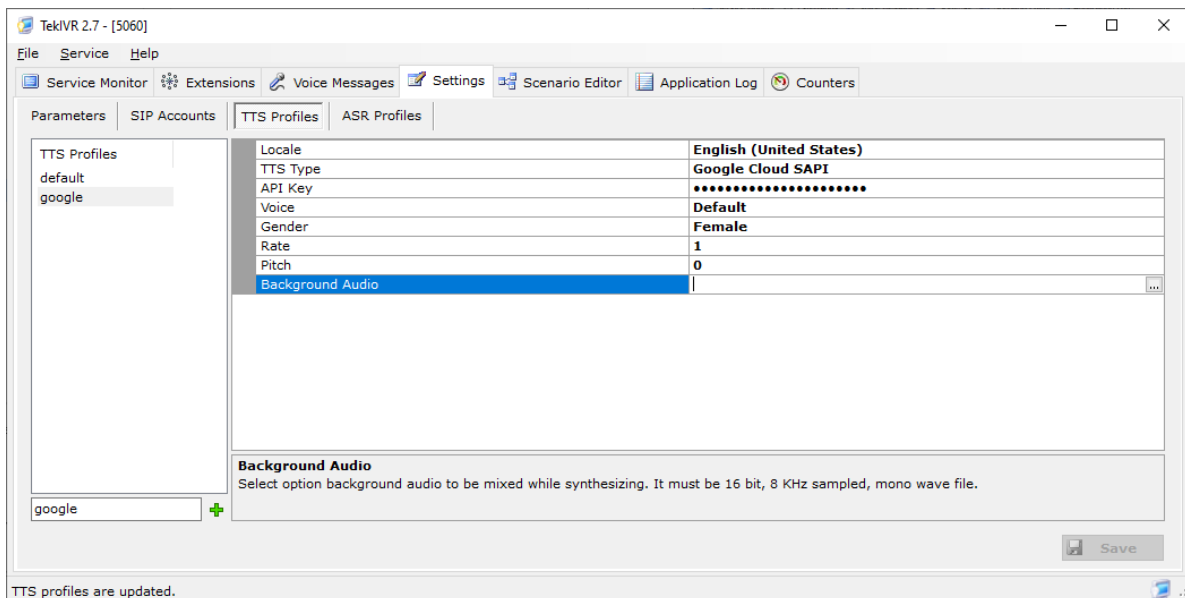 TekIVR 2.7 - [5060]
File Service Help
Service Monitor Extensions Voice Messages Settings Scenario Editor Application Log Counters
Parameters SIP Accounts TTS Profiles ASR Profiles
TTS Profiles
default
google
Locale English (United States)
TTS Type Google Cloud SAPI
API Key ••••••••••••••••••••••
Voice Default
Gender Female
Rate 1
Pitch 0
Background Audio ...
Background Audio
Select option background audio to be mixed while synthesizing. It must be 16 bit, 8 KHz sampled, mono wave file.
google
Save
TTS profiles are updated.